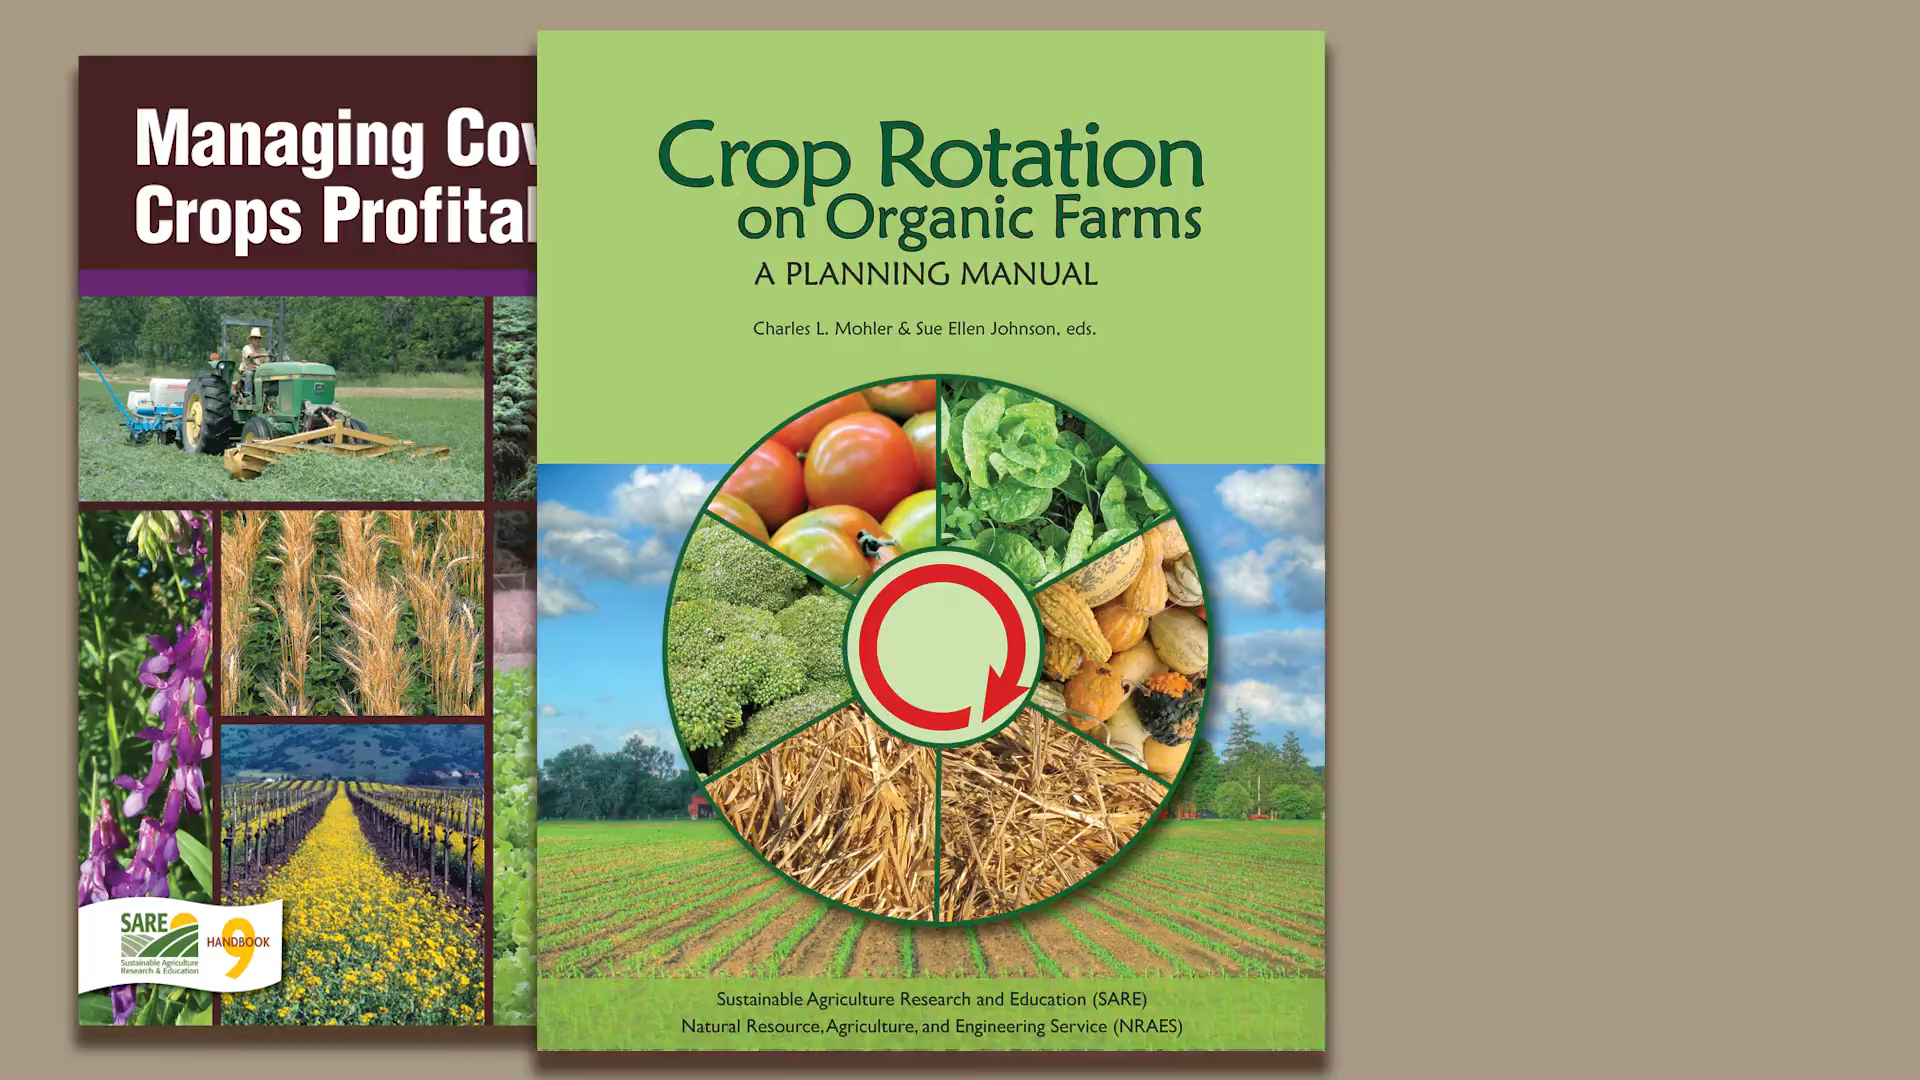 Managing Cov
Crops Profital
SARE
Sustainable Agriculture
Research & Education
HANDBOOK
9
Crop Rotation
on Organic Farms
A PLANNING MANUAL
Charles L. Mohler & Sue Ellen Johnson, eds.
Sustainable Agriculture Research and Education (SARE)
Natural Resource, Agriculture, and Engineering Service (NRAES)